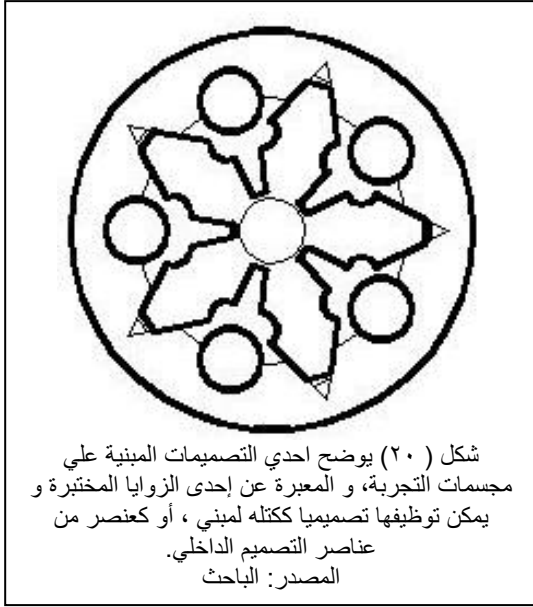 شكل ( ٢٠) يوضح احدي التصميمات المبنية علي
مجسمات التجربة، و المعبرة عن إحدى الزوايا المختبرة و
يمكن توظيفها تصميميا ككتله لمبني ، أو كعنصر من
عناصر التصميم الداخلي.
المصدر: الباحث